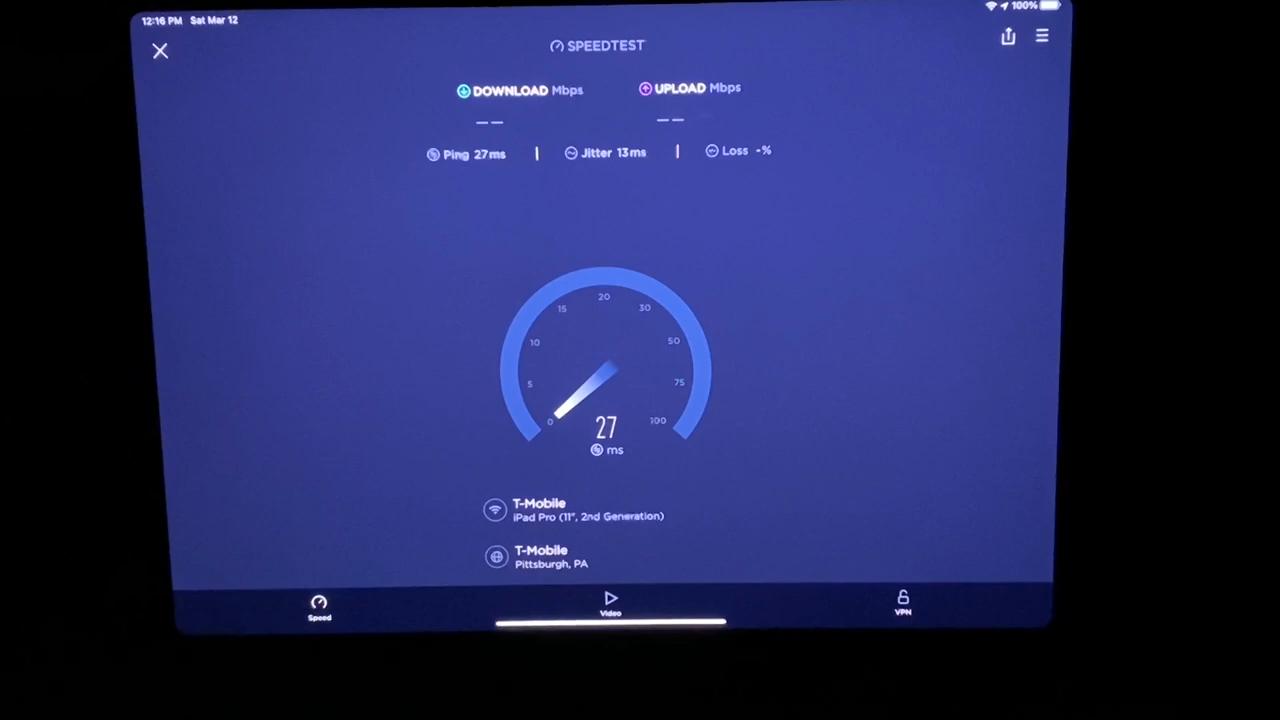 12:16 PM Sat Mar 12
100%
SPEEDTEST
DOWNLOAD Mbps
UPLOAD Mbps
— —
— —
Ping 27ms
Jitter 13ms
Loss -%
20
15
30
10
50
5
75
0
100
27
ms
T-Mobile
iPad Pro (11", 2nd Generation)
T-Mobile
Pittsburgh, PA
Speed
Video
VPN